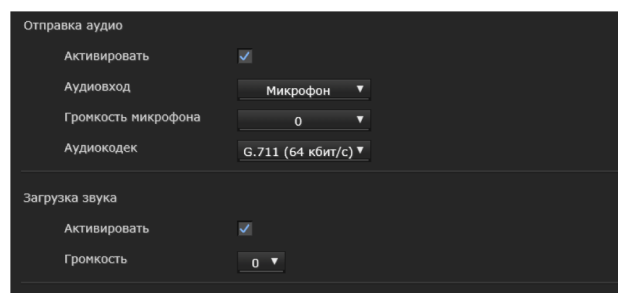 Отправка аудио
Активировать
Аудиовход Микрофон
Громкость микрофона 0
Аудиокодек G.711 (64 кбит/с)
Загрузка звука
Активировать
Громкость 0